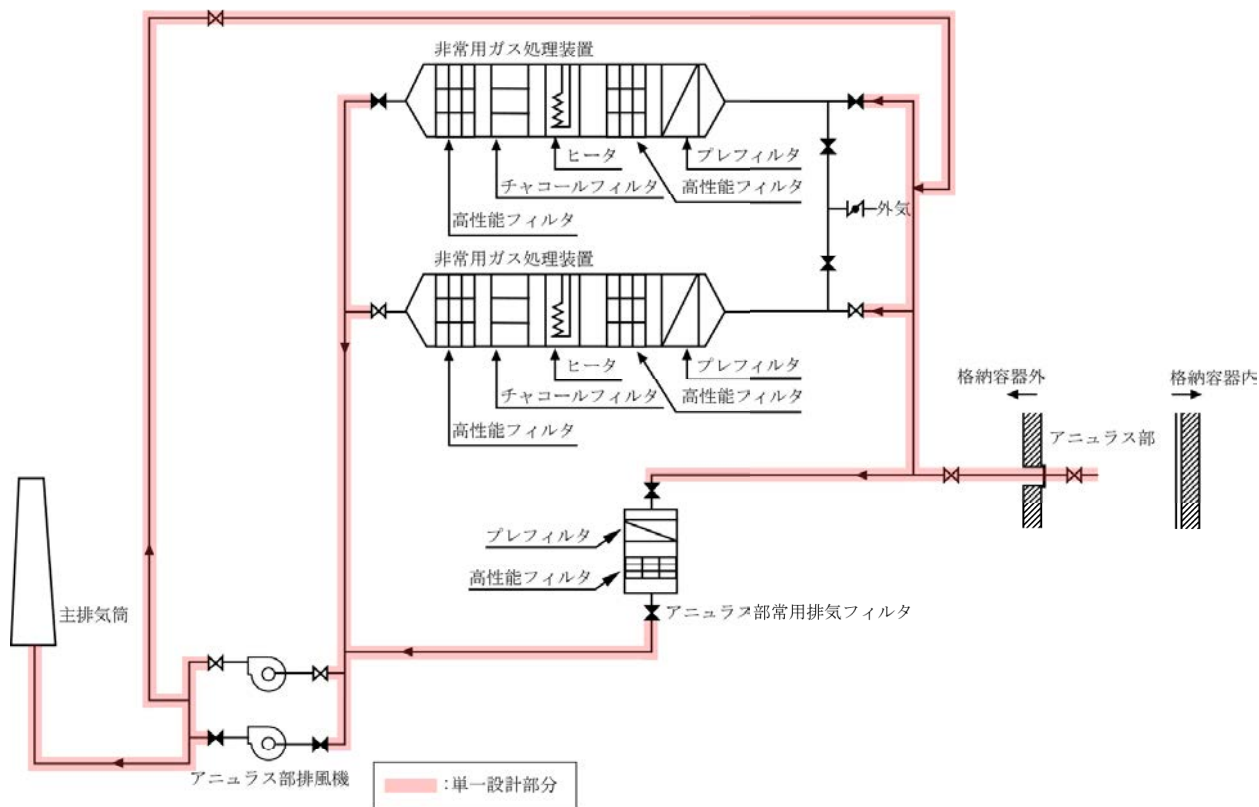 非常用ガス処理装置
ヒータ
プレフィルタ
チャコールフィルタ
高性能フィルタ
高性能フィルタ
外気
非常用ガス処理装置
ヒータ
プレフィルタ
チャコールフィルタ
高性能フィルタ
高性能フィルタ
格納容器外
格納容器内
アニュラス部
プレフィルタ
高性能フィルタ
アニュラス部常用排気フィルタ
主排気筒
アニュラス部排風機
:単一設計部分